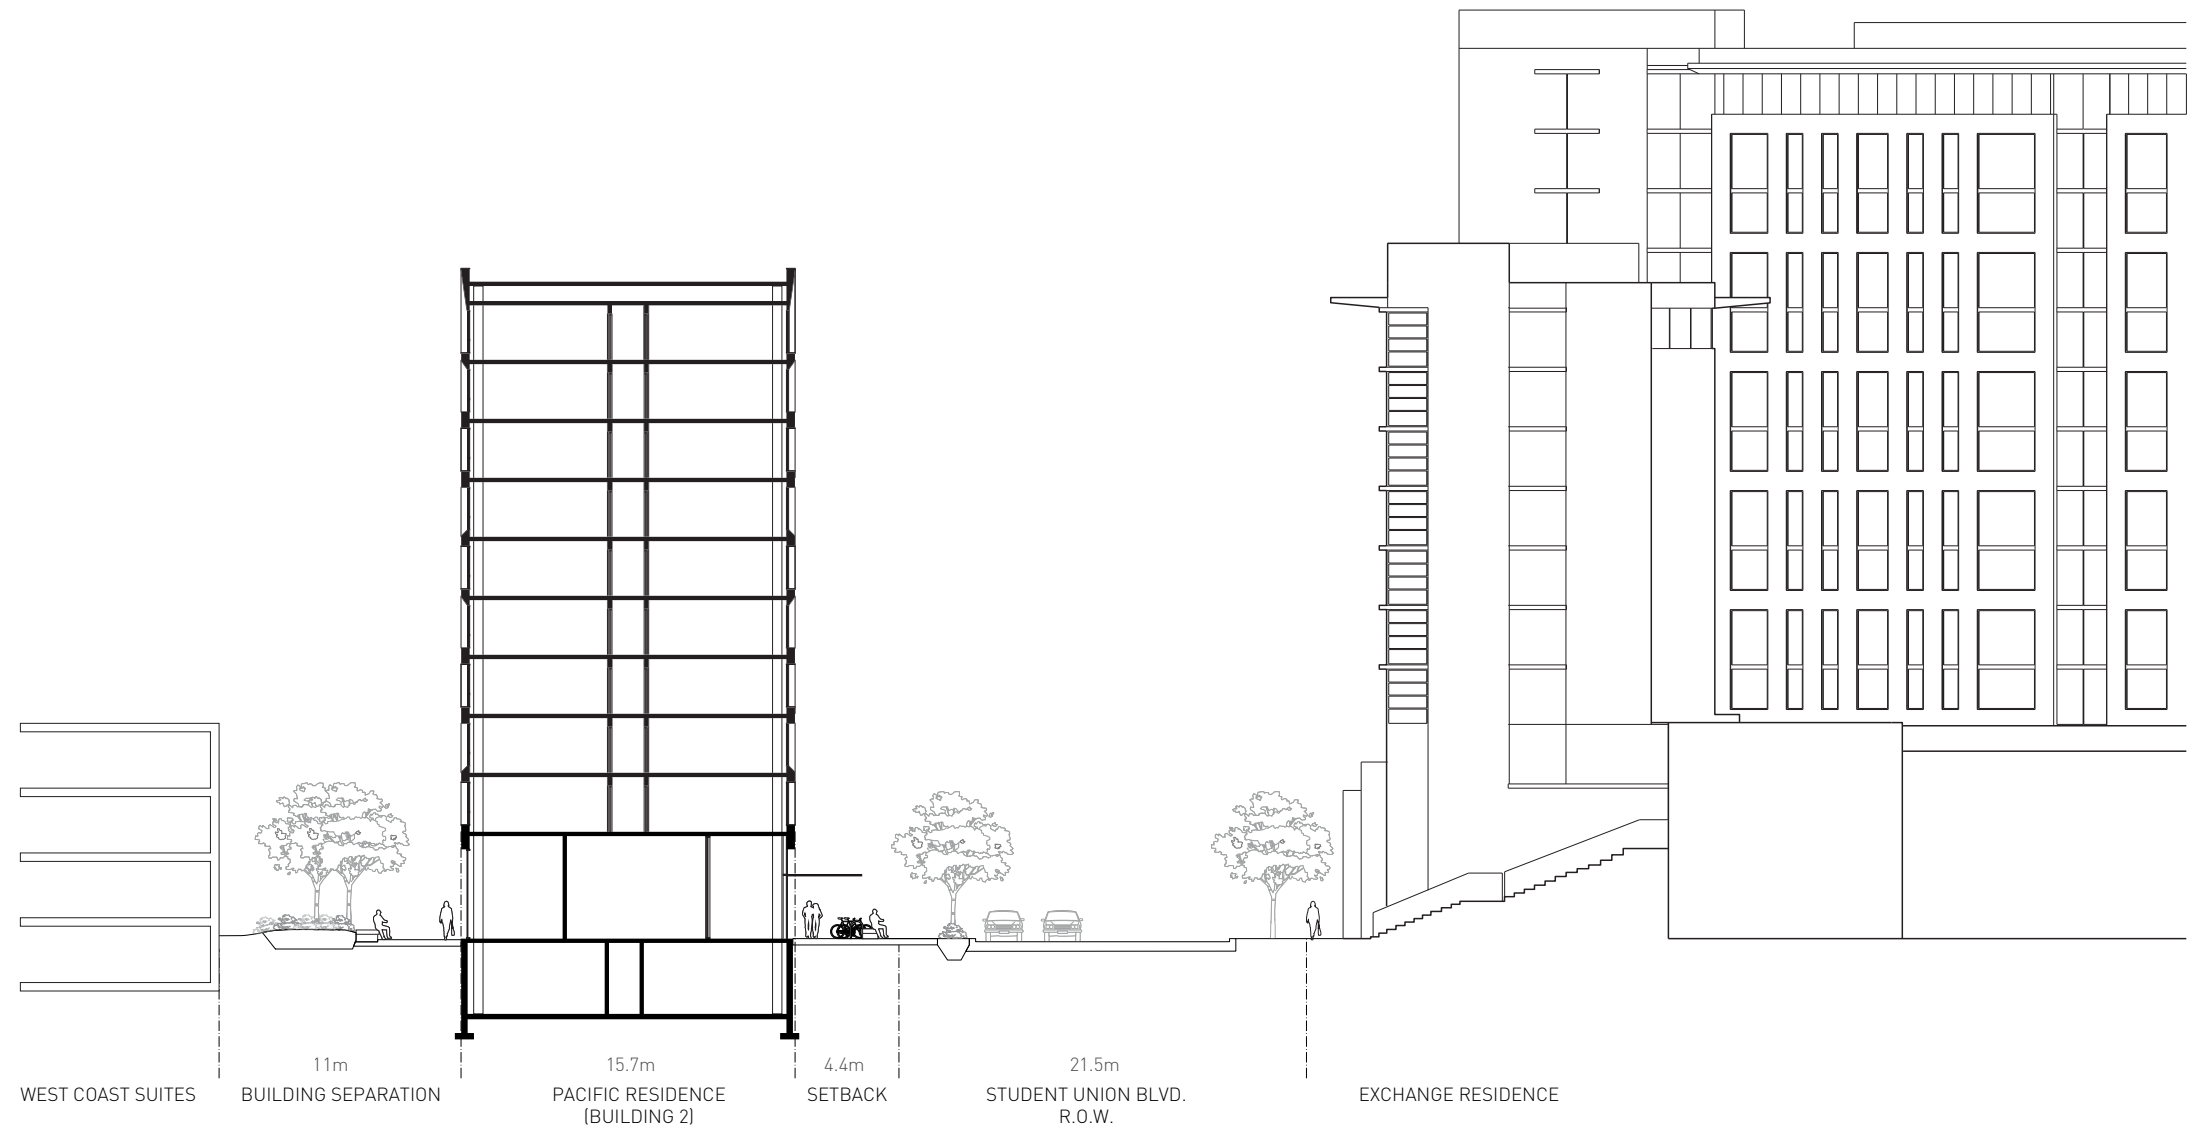 11m
15.7m
4.4m
21.5m
WEST COAST SUITES
BUILDING SEPARATION
PACIFIC RESIDENCE
(BUILDING 2)
SETBACK
STUDENT UNION BLVD.
R.O.W.
EXCHANGE RESIDENCE